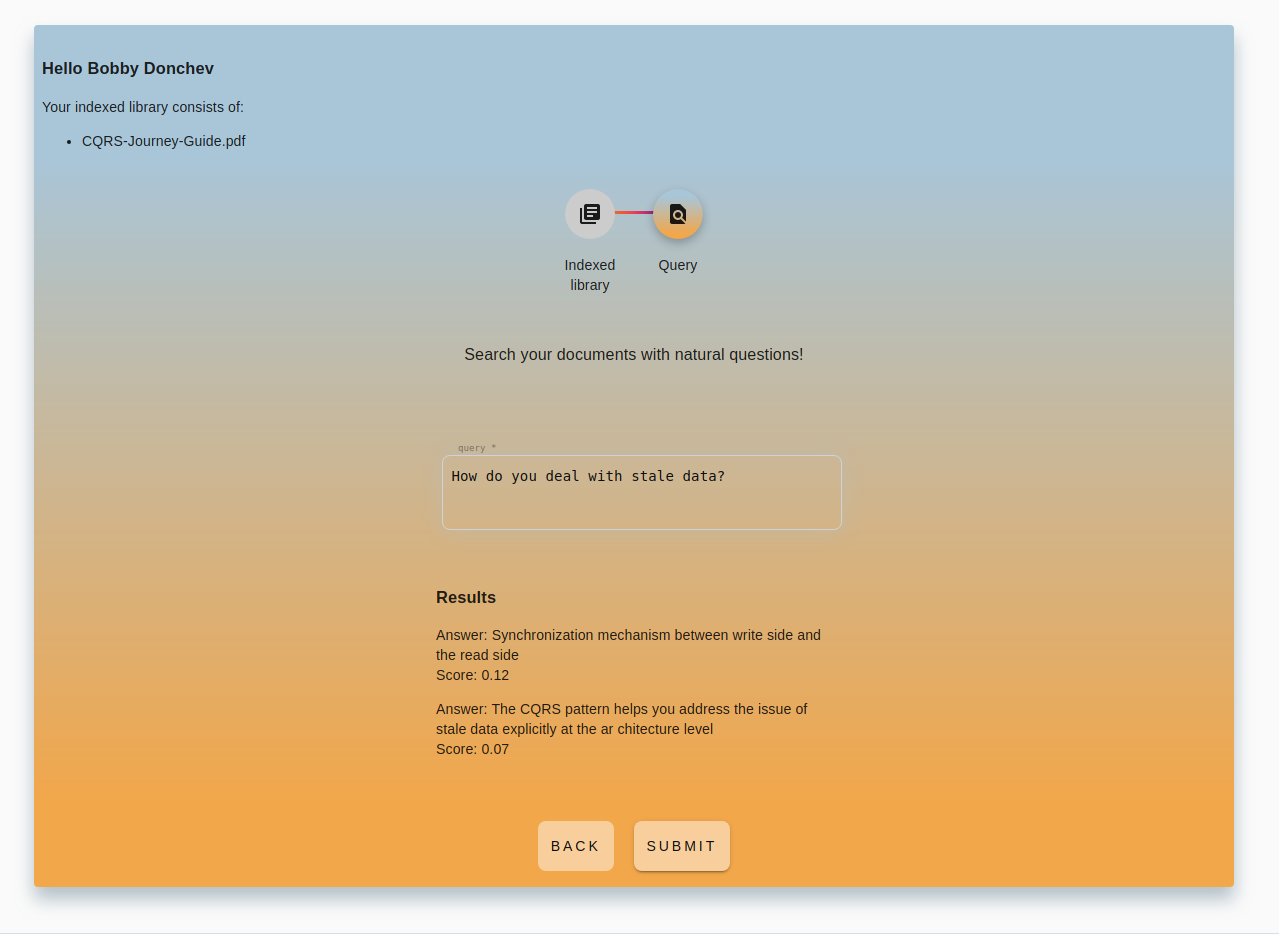 Hello Bobby Donchev
Your indexed library consists of:
• CQRS-Journey-Guide.pdf
Indexed
library
Query
Search your documents with natural questions!
query *
How do you deal with stale data?
Results
Answer: Synchronization mechanism between write side and
the read side
Score: 0.12
Answer: The CQRS pattern helps you address the issue of
stale data explicitly at the ar chitecture level
Score: 0.07
BACK
SUBMIT